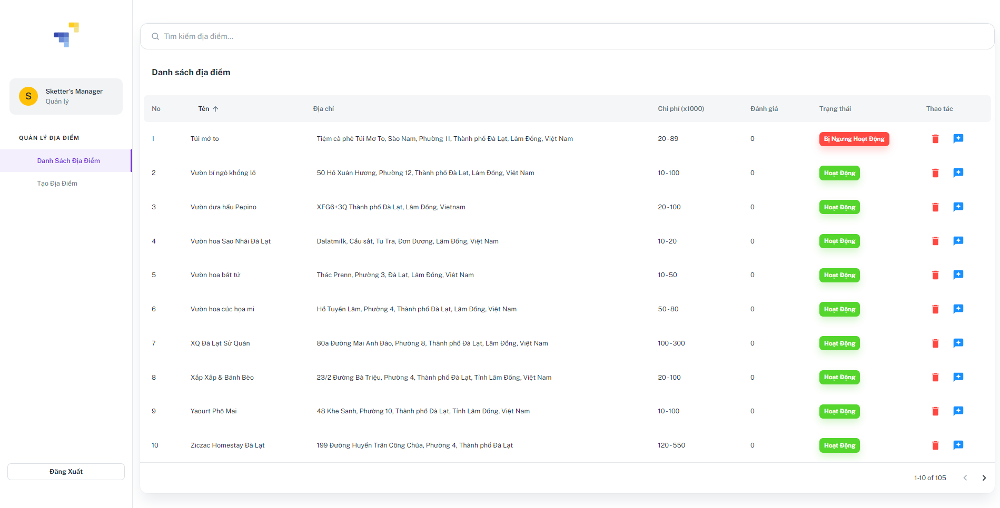 Tìm kiếm địa điểm...
Danh sách địa điểm
S
Sketter's Manager
Quản lý
QUẢN LÝ ĐỊA ĐIỂM
Danh Sách Địa Điểm
Tạo Địa Điểm
Đăng Xuất
No Tên Địa chỉ Chi phí (x1000) Đánh giá Trạng thái Thao tác
1 Túi mơ to Tiệm cà phê Túi Mơ To, Sào Nam, Phường 11, Thành phố Đà Lạt, Lâm Đồng, Việt Nam 20-89 0 Bị Ngưng Hoạt Động
2 Vườn bí ngô khổng lồ 50 Hồ Xuân Hương, Phường 12, Thành phố Đà Lạt, Lâm Đồng, Việt Nam 10-100 0 Hoạt Động
3 Vườn dưa hấu Pepino XFG6+3Q Thành phố Đà Lạt, Lâm Đồng, Vietnam 20-100 0 Hoạt Động
4 Vườn hoa Sao Nhái Đà Lạt Dalatmilk, Cầu sắt, Tu Tra, Đơn Dương, Lâm Đồng, Việt Nam 10-20 0 Hoạt Động
5 Vườn hoa bất tử Thác Prenn, Phường 3, Đà Lạt, Lâm Đồng, Việt Nam 10-50 0 Hoạt Động
6 Vườn hoa cúc họa mi Hồ Tuyền Lâm, Phường 4, Thành phố Đà Lạt, Lâm Đồng, Việt Nam 50-80 0 Hoạt Động
7 XQ Đà Lạt Sử Quán 80a Đường Mai Anh Đào, Phường 8, Thành phố Đà Lạt, Lâm Đồng, Việt Nam 100-300 0 Hoạt Động
8 Xắp Xắp & Bánh Bèo 23/2 Đường Bà Triệu, Phường 4, Thành phố Đà Lạt, Tỉnh Lâm Đồng, Việt Nam 20-100 0 Hoạt Động
9 Yaourt Phô Mai 48 Khe Sanh, Phường 10, Thành phố Đà Lạt, Tỉnh Lâm Đồng, Việt Nam 10-100 0 Hoạt Động
10 Ziczac Homestay Đà Lạt 199 Đường Huyền Trân Công Chúa, Phường 4, Thành phố Đà Lạt 120-550 0 Hoạt Động
1-10 of 105